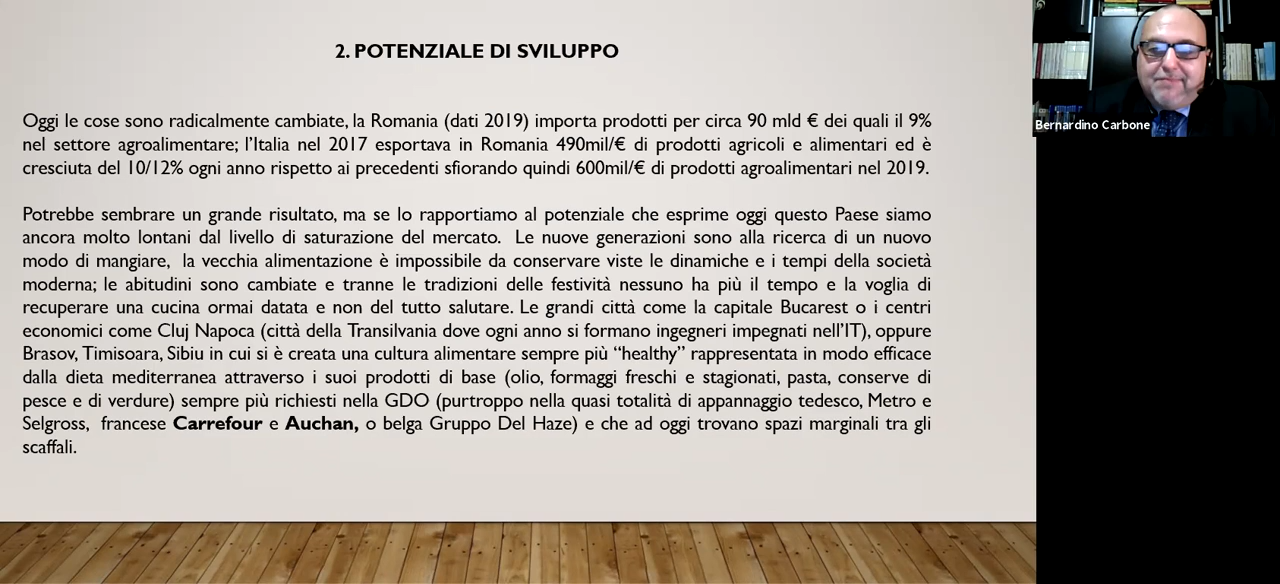 2. POTENZIALE DI SVILUPPO
Oggi le cose sono radicalmente cambiate, la Romania (dati 2019) importa prodotti per circa 90 mld € dei quali il 9%
nel settore agroalimentare; l’Italia nel 2017 esportava in Romania 490mil/€ di prodotti agricoli e alimentari ed è
cresciuta del 10/12% ogni anno rispetto ai precedenti sfiorando quindi 600mil/€ di prodotti agroalimentari nel 2019.
Potrebbe sembrare un grande risultato, ma se lo rapportiamo al potenziale che esprime oggi questo Paese siamo
ancora molto lontani dal livello di saturazione del mercato. Le nuove generazioni sono alla ricerca di un nuovo
modo di mangiare, la vecchia alimentazione è impossibile da conservare viste le dinamiche e i tempi della società
moderna; le abitudini sono cambiate e tranne le tradizioni delle festività nessuno ha più il tempo e la voglia di
recuperare una cucina ormai datata e non del tutto salutare. Le grandi città come la capitale Bucarest o i centri
economici come Cluj Napoca (città della Transilvania dove ogni anno si formano ingegneri impegnati nell’IT), oppure
Brasov, Timisoara, Sibiu in cui si è creata una cultura alimentare sempre più “healthy” rappresentata in modo efficace
dalla dieta mediterranea attraverso i suoi prodotti di base (olio, formaggi freschi e stagionati, pasta, conserve di
pesce e di verdure) sempre più richiesti nella GDO (purtroppo nella quasi totalità di appannaggio tedesco, Metro e
Selgross, francese Carrefour e Auchan, o belga Gruppo Del Haze) e che ad oggi trovano spazi marginali tra gli
scaffali.
Bernardino Carbone